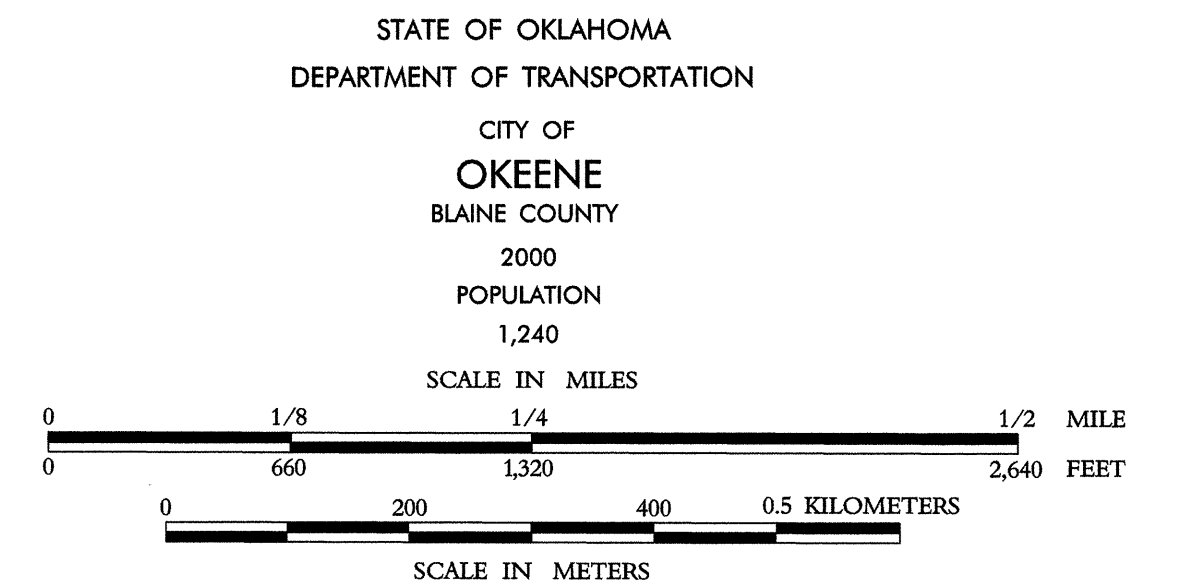 STATE OF OKLAHOMA
DEPARTMENT OF TRANSPORTATION
CITY OF
OKEENE
BLAINE COUNTY
2000
POPULATION
1,240
SCALE IN MILES
0 1/8 1/4 1/2 MILE
0 660 1,320 2,640 FEET
0 200 400 0.5 KILOMETERS
SCALE IN METERS